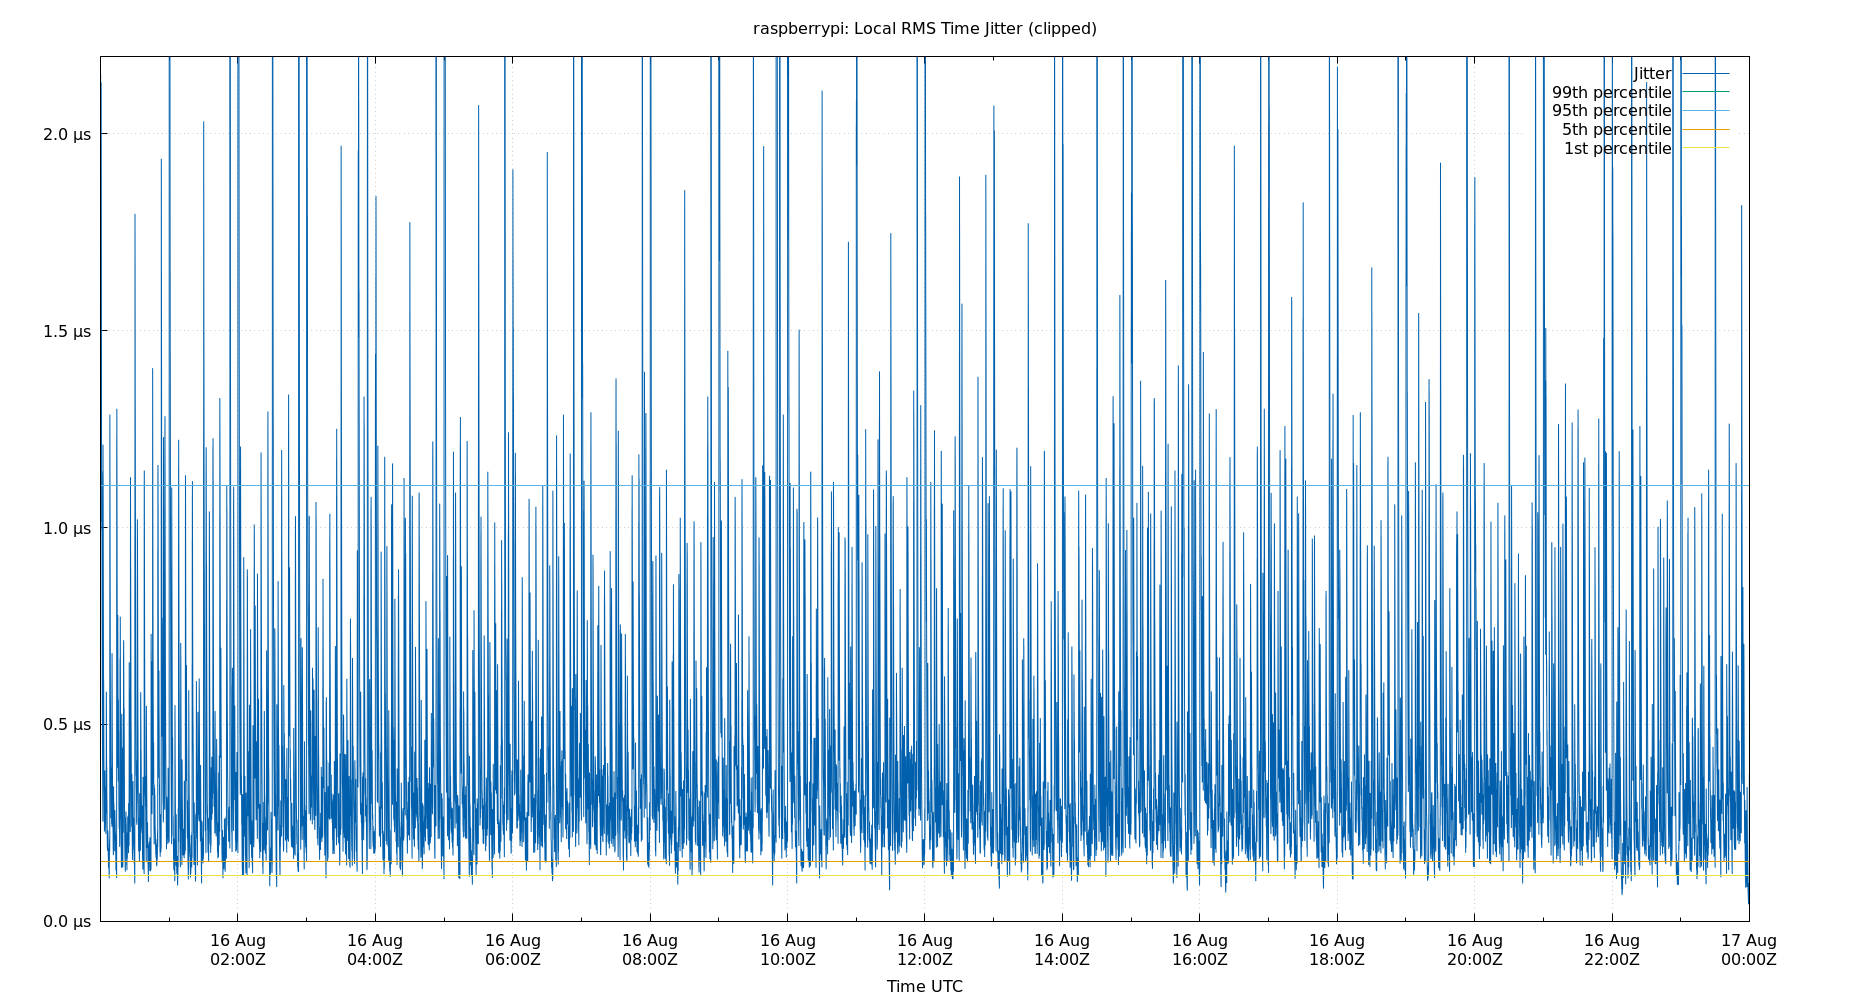 raspberrypi: Local RMS Time Jitter (clipped)
Jitter
99th percentile
95th percentile
5th percentile
1st percentile
2.0 µs
1.5 µs
1.0 µs
0.5 µs
0.0 µs
16 Aug 16 Aug 16 Aug 16 Aug 16 Aug 16 Aug 16 Aug 16 Aug 16 Aug 16 Aug 16 Aug 17 Aug
02:00Z 04:00Z 06:00Z 08:00Z 10:00Z 12:00Z 14:00Z 16:00Z 18:00Z 20:00Z 22:00Z 00:00Z
Time UTC